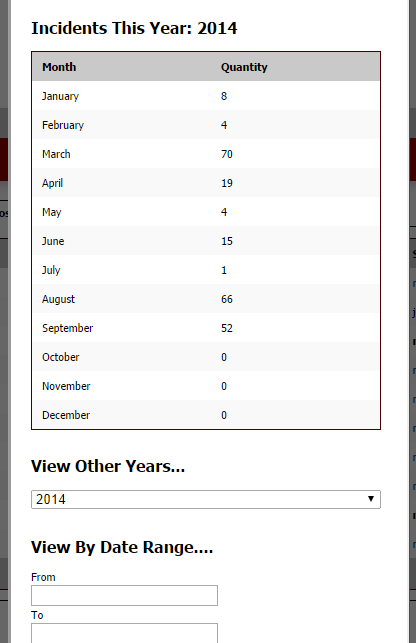 Incidents This Year: 2014
Month Quantity
January 8
February 4
March 70
April 19
May 4
June 15
July 1
August 66
September 52
October 0
November 0
December 0
View Other Years...
2014
View By Date Range....
From
To